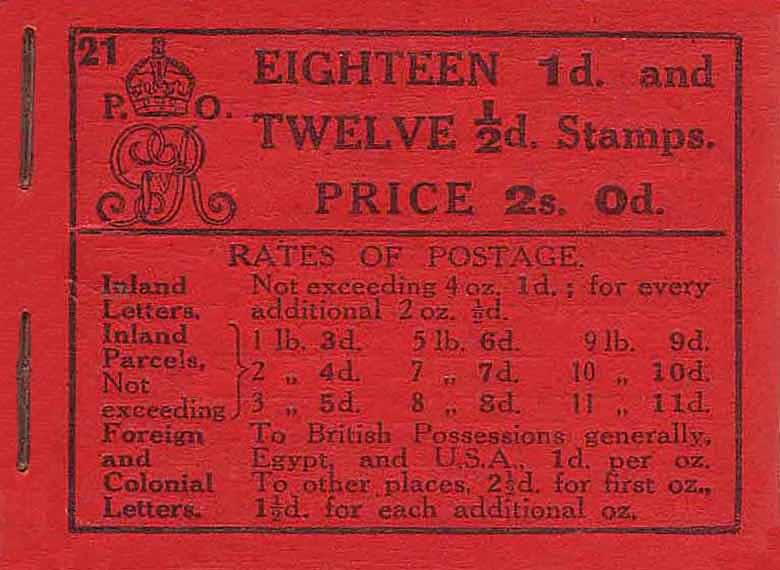 21
P. O.
GRV
EIGHTEEN 1d. and
TWELVE ½d. Stamps.
PRICE 2s. 0d.
RATES OF POSTAGE.
Inland Letters. Not exceeding 4 oz. 1d. ; for every
additional 2 oz. ½d.
Inland Parcels, Not exceeding
1 lb. 3d. 5 lb. 6d. 9 lb. 9d.
2 „ 4d. 7 „ 7d. 10 „ 10d.
3 „ 5d. 8 „ 8d. 11 „ 11d.
Foreign and Colonial Letters.
To British Possessions generally,
Egypt, and U.S.A., 1d. per oz.
To other places, 2½d. for first oz.,
1½d. for each additional oz.